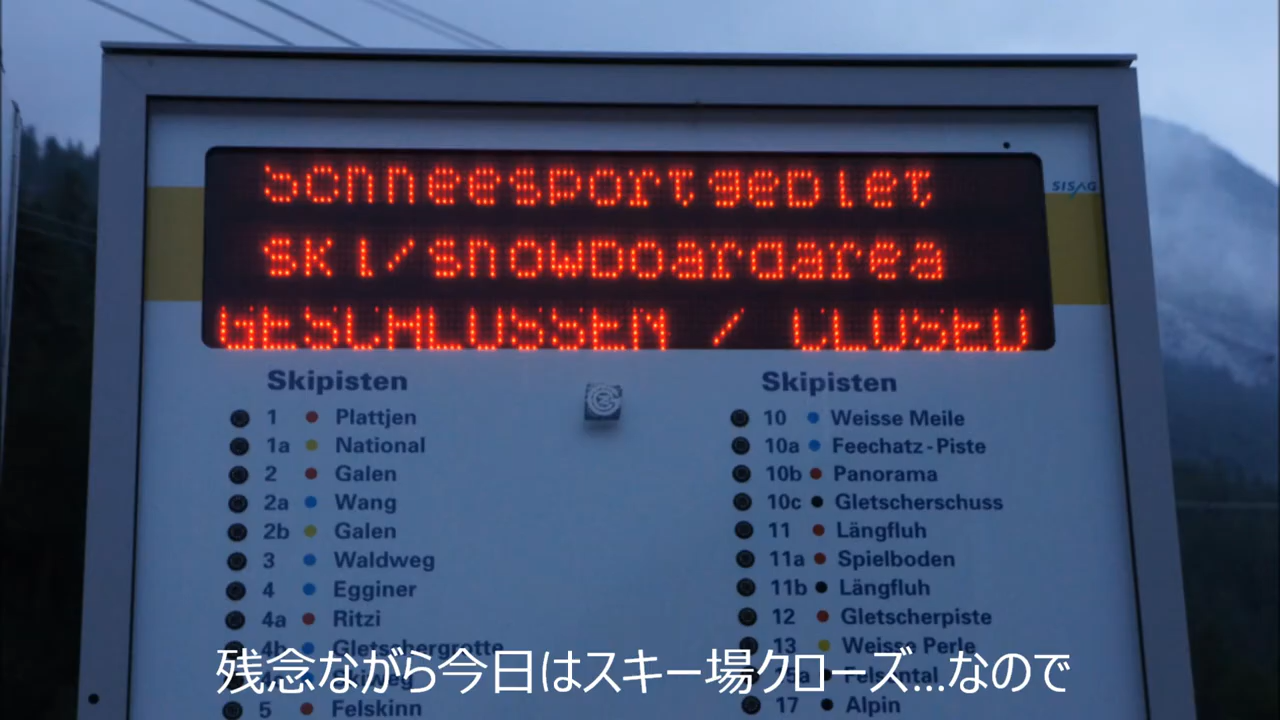 Schneesportgebiet
Ski/Snowboardarea
GESCHLOSSEN / CLOSED
SISAG
Skipisten
1 Plattjen
1a National
2 Galen
2a Wang
2b Galen
3 Waldweg
4 Egginer
4a Ritzi
4b Gletschergrotte
Skiweg
5 Felskinn
Skipisten
10 Weisse Meile
10a Feechatz-Piste
10b Panorama
10c Gletscherschuss
11 Längfluh
11a Spielboden
11b Längfluh
12 Gletscherpiste
13 Weisse Perle
17 Alpin
残念ながら今日はスキー場クローズ...なので